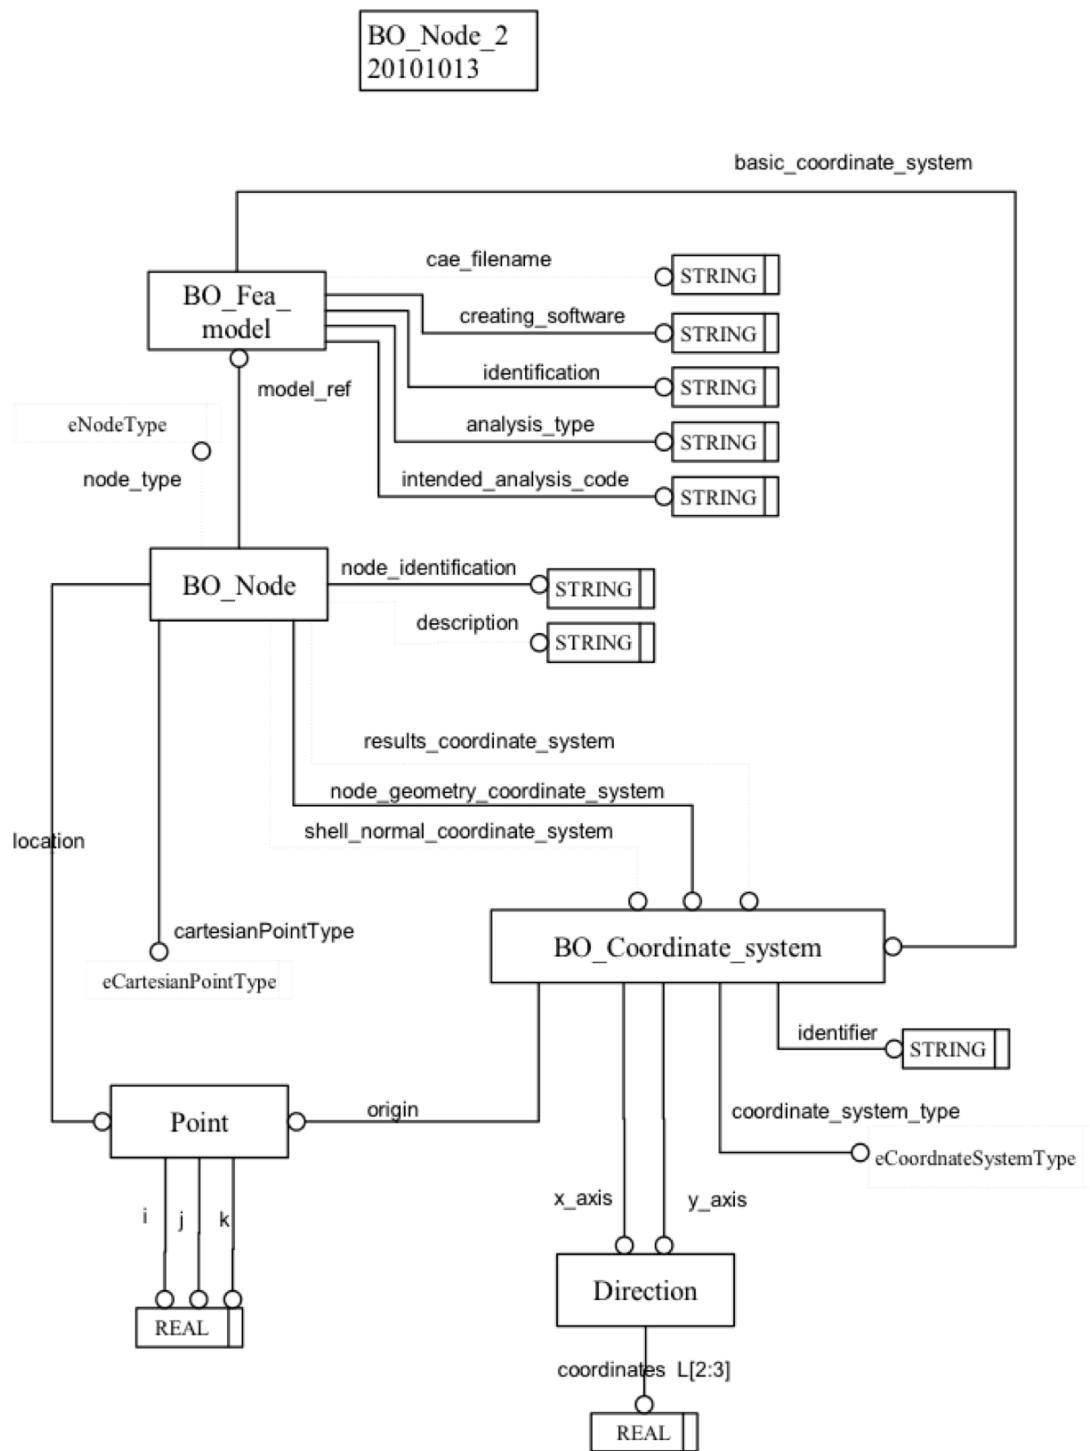 BO_Node_2
20101013
basic_coordinate_system
cae_filename
STRING
BO_Fea_
model
creating_software
STRING
identification
STRING
model_ref
eNodeType
analysis_type
STRING
node_type
intended_analysis_code
STRING
BO_Node
node_identification
STRING
description
STRING
results_coordinate_system
node_geometry_coordinate_system
shell_normal_coordinate_system
location
cartesianPointType
eCartesianPointType
BO_Coordinate_system
identifier
STRING
Point
origin
coordinate_system_type
eCoordnateSystemType
x_axis
y_axis
i
j
k
Direction
REAL
coordinates L[2:3]
REAL